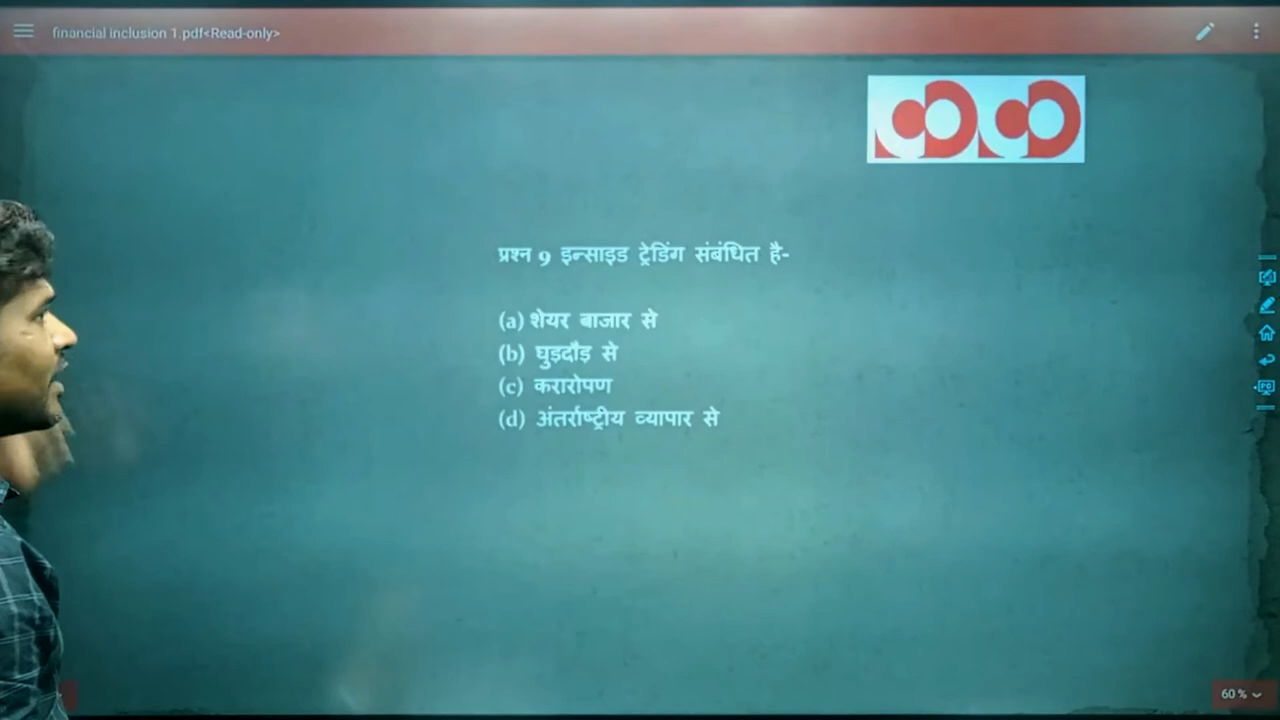 financial inclusion 1.pdf<Read-only>
प्रश्न 9 इन्साइड ट्रेडिंग संबंधित है-
(a) शेयर बाजार से
(b) घुड़दौड़ से
(c) करारोपण
(d) अंतर्राष्ट्रीय व्यापार से
60 %